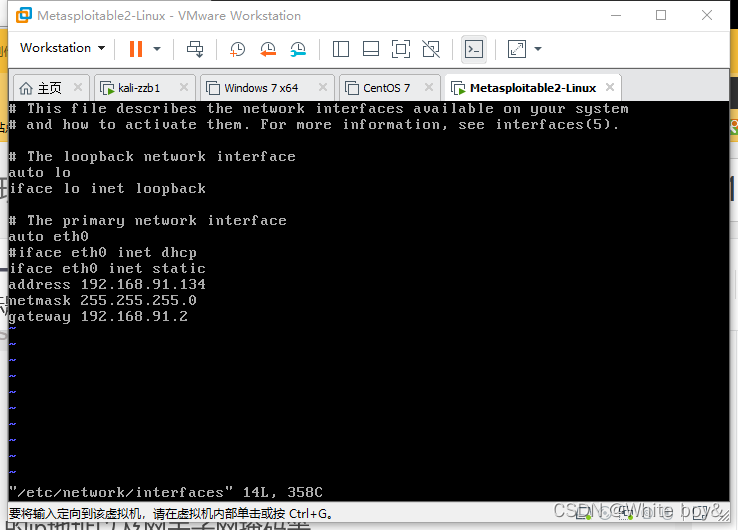 Metasploitable2-Linux - VMware Workstation
Workstation
主页
kali-zzb1
Windows 7 x64
CentOS 7
Metasploitable2-Linux
# This file describes the network interfaces available on your system
# and how to activate them. For more information, see interfaces(5).
# The loopback network interface
auto lo
iface lo inet loopback
# The primary network interface
auto eth0
#iface eth0 inet dhcp
iface eth0 inet static
address 192.168.91.134
netmask 255.255.255.0
gateway 192.168.91.2
~
~
~
~
~
~
~
~
~
~
"/etc/network/interfaces" 14L, 358C
要将输入定向到该虚拟机，请在虚拟机内部单击或按 Ctrl+G。
CSDN @White boy&